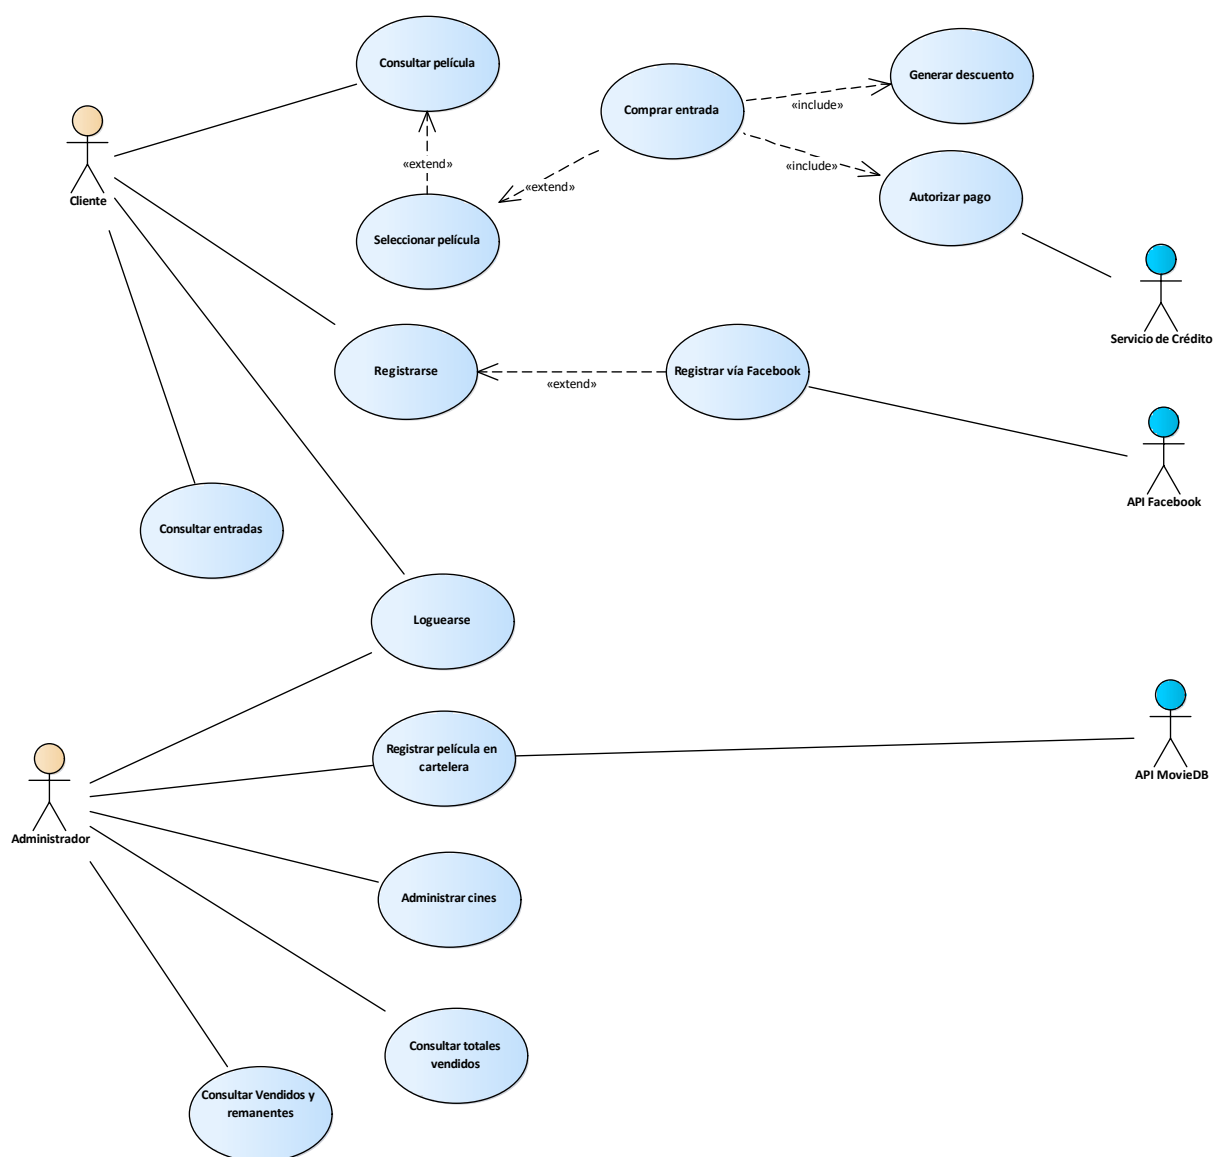 Consultar película
Generar descuento
Comprar entrada
«include»
Cliente
«extend»
«include»
«extend»
Autorizar pago
Seleccionar película
Servicio de Crédito
Registrarse
«extend»
Registrar vía Facebook
API Facebook
Consultar entradas
Loguearse
Registrar película en
cartelera
API MovieDB
Administrador
Administrar cines
Consultar totales
vendidos
Consultar Vendidos y
remanentes